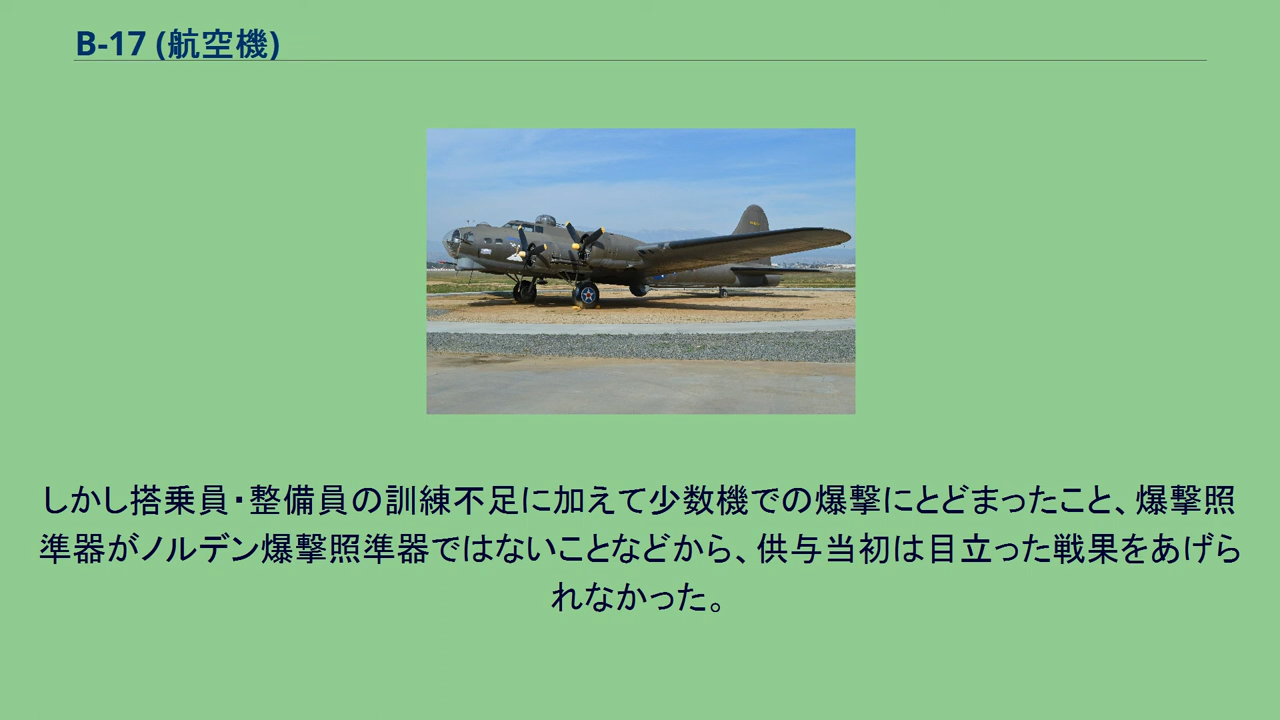 B-17 (航空機)
しかし搭乗員・整備員の訓練不足に加えて少数機での爆撃にとどまったこと、爆撃照
準器がノルデン爆撃照準器ではないことなどから、供与当初は目立った戦果をあげら
れなかった。